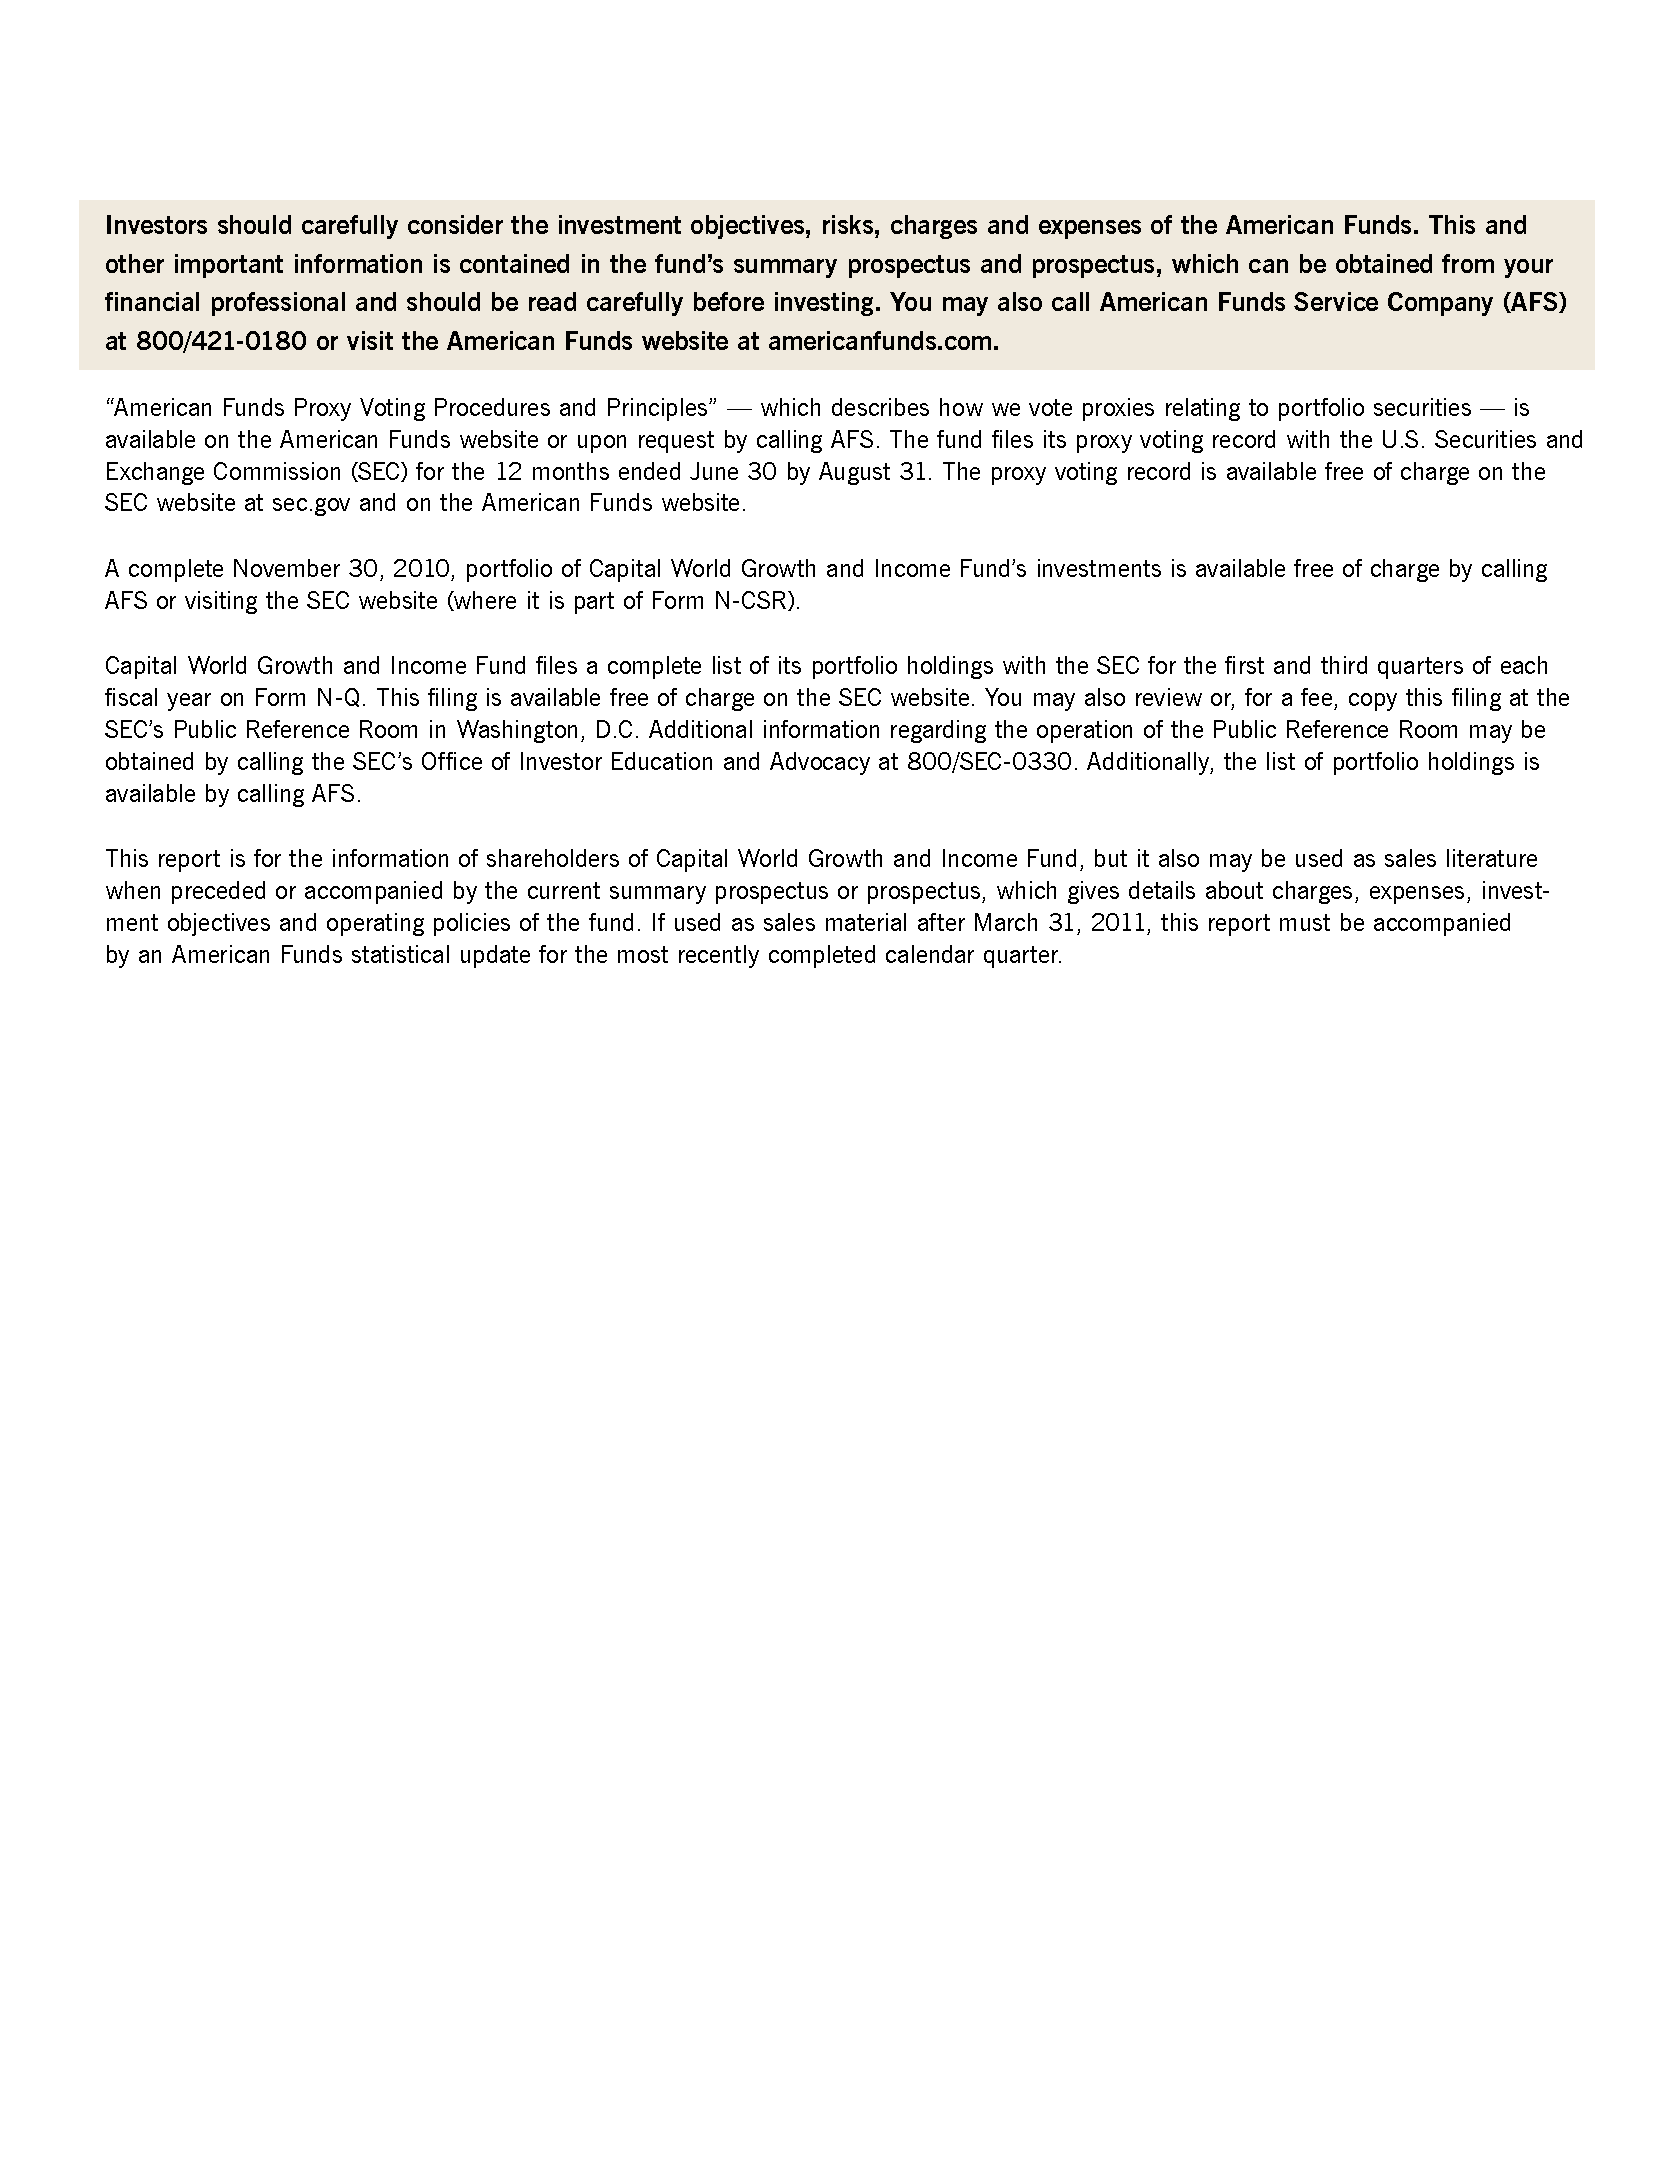 Investors should carefully consider the investment objectives, risks, charges and expenses of the American Funds. This and
other important information is contained in the fund’s summary prospectus and prospectus, which can be obtained from your
financial professional and should be read carefully before investing. You may also call American Funds Service Company (AFS)
at 800/421-0180 or visit the American Funds website at americanfunds.com.
“American Funds Proxy Voting Procedures and Principles” — which describes how we vote proxies relating to portfolio securities — is
available on the American Funds website or upon request by calling AFS. The fund files its proxy voting record with the U.S. Securities and
Exchange Commission (SEC) for the 12 months ended June 30 by August 31. The proxy voting record is available free of charge on the
SEC website at sec.gov and on the American Funds website.
A complete November 30, 2010, portfolio of Capital World Growth and Income Fund’s investments is available free of charge by calling
AFS or visiting the SEC website (where it is part of Form N-CSR).
Capital World Growth and Income Fund files a complete list of its portfolio holdings with the SEC for the first and third quarters of each
fiscal year on Form N-Q. This filing is available free of charge on the SEC website. You may also review or, for a fee, copy this filing at the
SEC’s Public Reference Room in Washington, D.C. Additional information regarding the operation of the Public Reference Room may be
obtained by calling the SEC’s Office of Investor Education and Advocacy at 800/SEC-0330. Additionally, the list of portfolio holdings is
available by calling AFS.
This report is for the information of shareholders of Capital World Growth and Income Fund, but it also may be used as sales literature
when preceded or accompanied by the current summary prospectus or prospectus, which gives details about charges, expenses, invest-
ment objectives and operating policies of the fund. If used as sales material after March 31, 2011, this report must be accompanied
by an American Funds statistical update for the most recently completed calendar quarter.